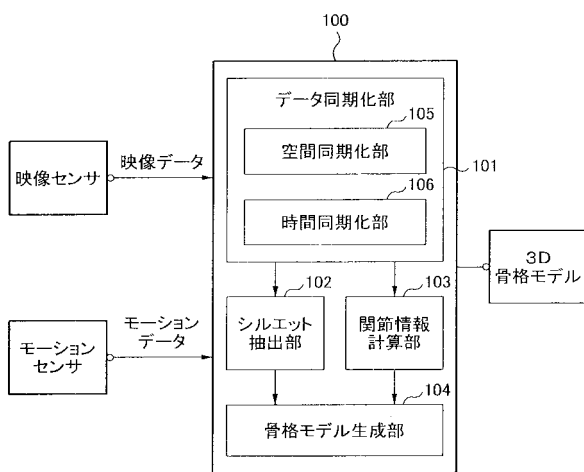 100
データ同期化部
105
空間同期化部
101
106
時間同期化部
映像センサ
映像データ
3D
骨格モデル
102
シルエット
抽出部
103
関節情報
計算部
モーション
データ
モーション
センサ
104
骨格モデル生成部